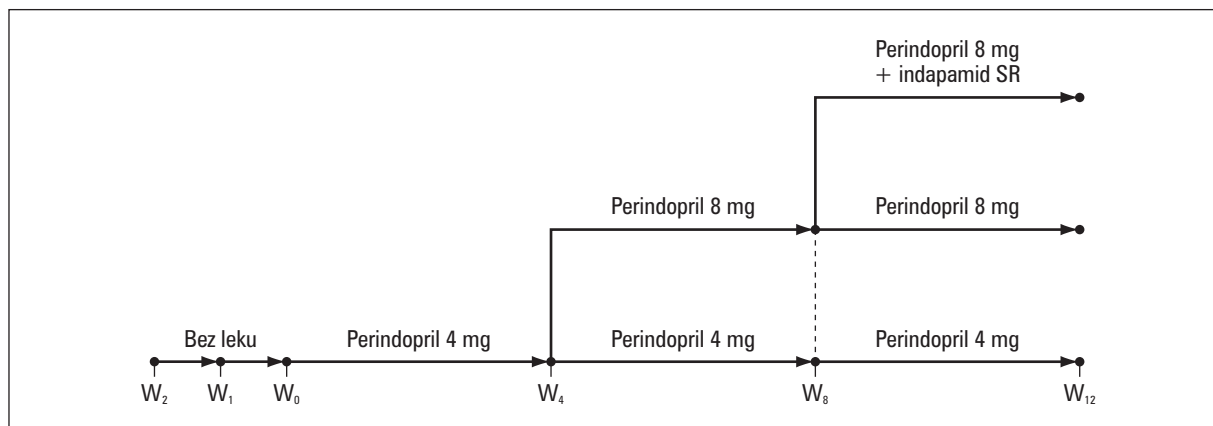 Perindopril 8 mg
+ indapamid SR
Perindopril 8 mg
Perindopril 8 mg
Bez leku
Perindopril 4 mg
Perindopril 4 mg
Perindopril 4 mg
W₂
W₁
W₀
W₄
W₈
W₁₂